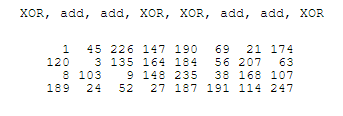 XOR, add, add, XOR, XOR, add, add, XOR
1 45 226 147 190 69 21 174
120 3 135 164 184 56 207 63
8 103 9 148 235 38 168 107
189 24 52 27 187 191 114 247